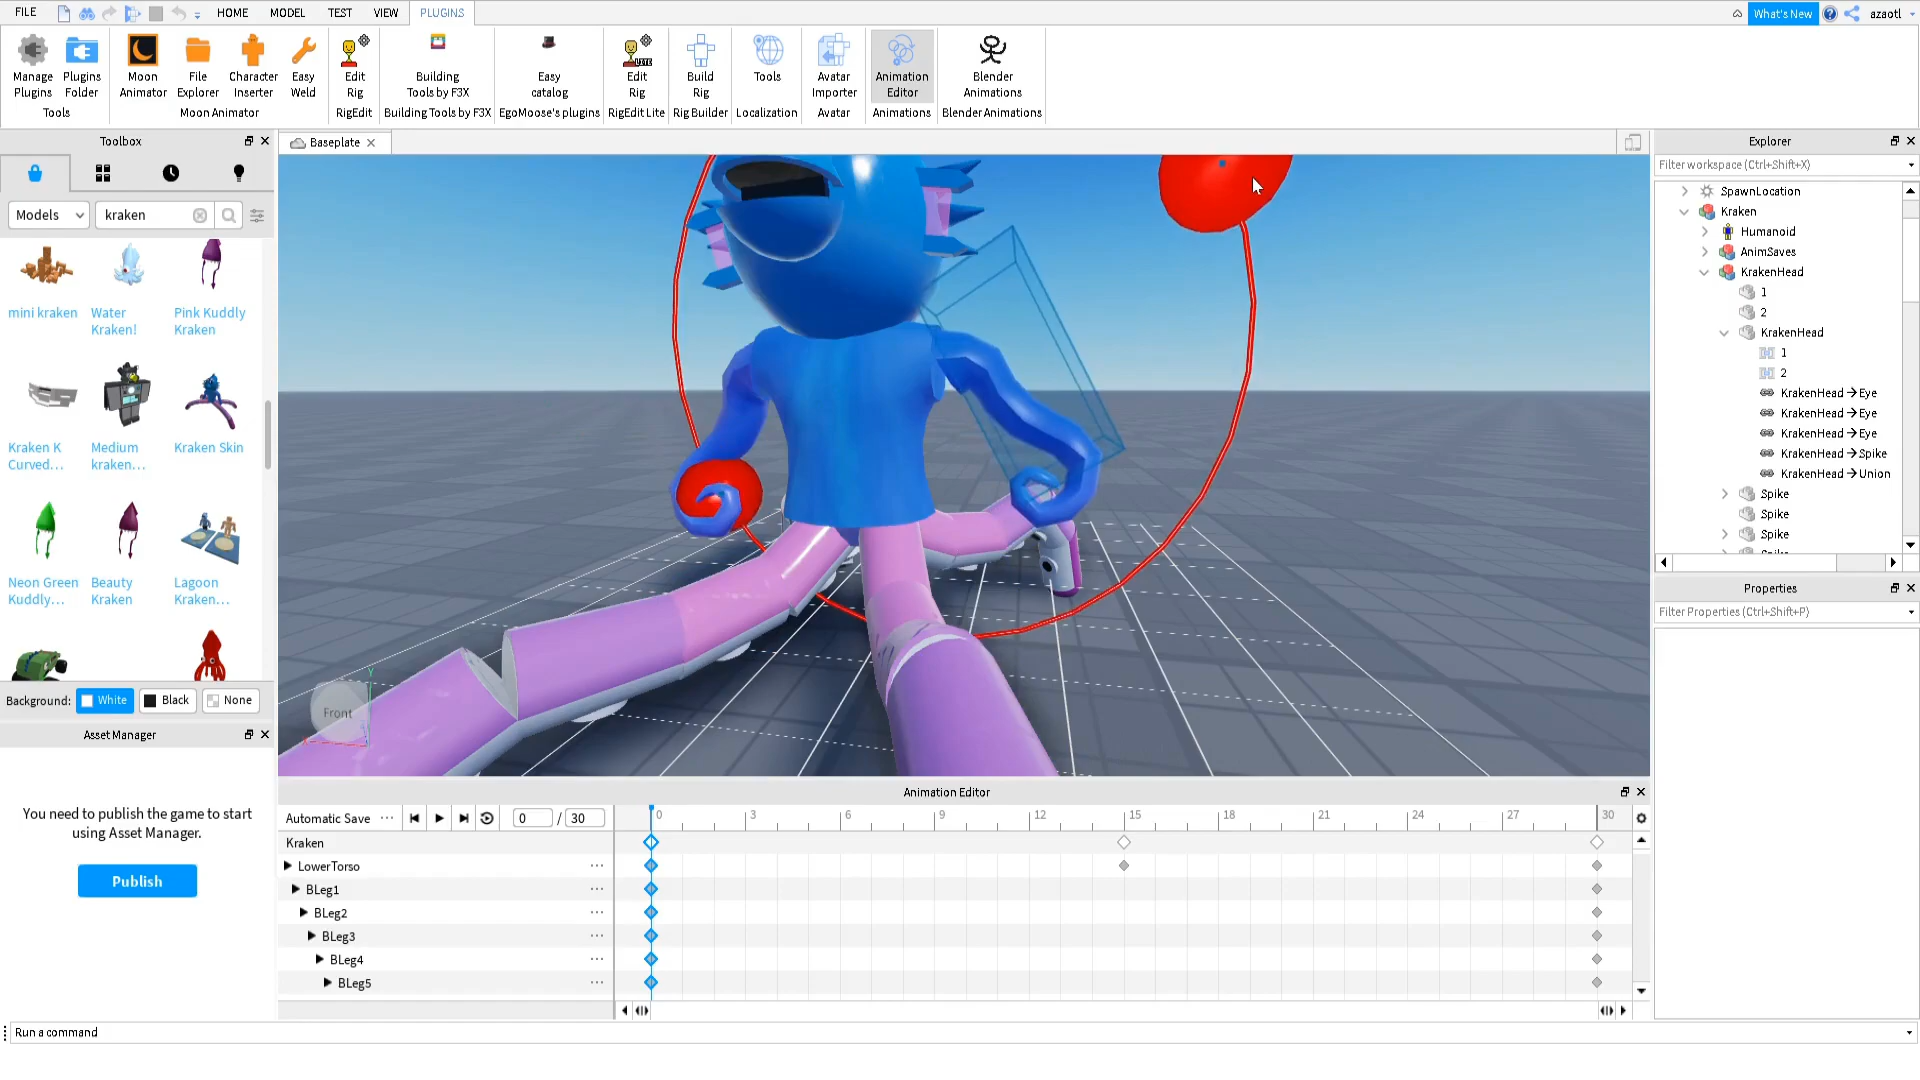 FILE
HOME
MODEL
TEST
VIEW
PLUGINS
What's New
azaotl
Manage
Plugins
Plugins
Folder
Tools
Moon
Animator
File
Explorer
Character
Inserter
Easy
Weld
Moon Animator
Edit
Rig
RigEdit
Building
Tools by F3X
Building Tools by F3X
Easy
catalog
EgoMoose's plugins
LITE
Edit
Rig
RigEdit Lite
Build
Rig
Rig Builder
Tools
Localization
Avatar
Importer
Avatar
Animation
Editor
Animations
Blender
Animations
Blender Animations
Toolbox
Models
kraken
mini kraken
Water
Kraken!
Pink Kuddly
Kraken
Kraken K
Curved...
Medium
kraken...
Kraken Skin
Neon Green
Kuddly...
Beauty
Kraken
Lagoon
Kraken...
Background:
White
Black
None
Asset Manager
You need to publish the game to start
using Asset Manager.
Publish
Baseplate
Front
Y
X
Animation Editor
Automatic Save
0 / 30
0 3 6 9 12 15 18 21 24 27 30
Kraken
LowerTorso
BLeg1
BLeg2
BLeg3
BLeg4
BLeg5
Explorer
Filter workspace (Ctrl+Shift+X)
SpawnLocation
Kraken
Humanoid
AnimSaves
KrakenHead
1
2
KrakenHead
1
2
KrakenHead → Eye
KrakenHead → Eye
KrakenHead → Eye
KrakenHead → Spike
KrakenHead → Union
Spike
Spike
Spike
Properties
Filter Properties (Ctrl+Shift+P)
Run a command